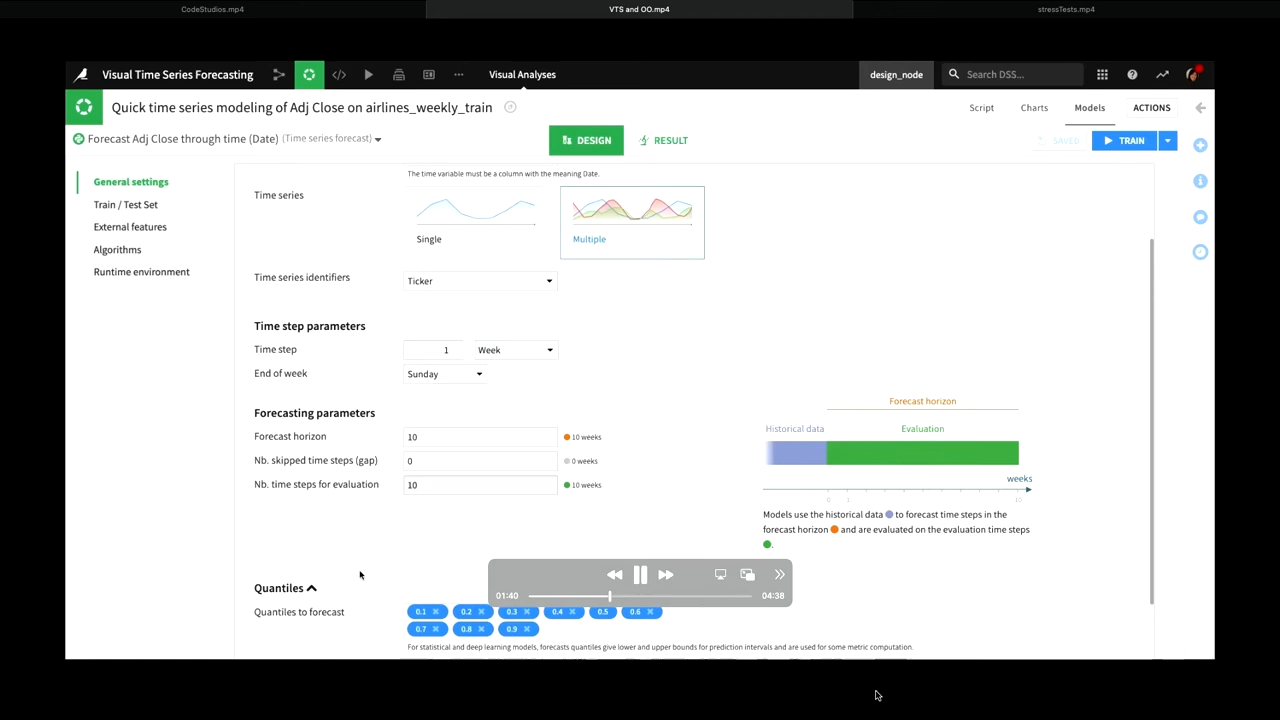 CodeStudios.mp4 VTS and OO.mp4 stressTests.mp4
Visual Time Series Forecasting Visual Analyses design_node Search DSS...
Quick time series modeling of Adj Close on airlines_weekly_train Script Charts Models ACTIONS
Forecast Adj Close through time (Date) (Time series forecast) DESIGN RESULT SAVED TRAIN
General settings
Train / Test Set
External features
Algorithms
Runtime environment
The time variable must be a column with the meaning Date.
Time series
Single Multiple
Time series identifiers Ticker
Time step parameters
Time step 1 Week
End of week Sunday
Forecasting parameters
Forecast horizon 10 10 weeks
Nb. skipped time steps (gap) 0 0 weeks
Nb. time steps for evaluation 10 10 weeks
Forecast horizon
Historical data Evaluation
weeks
0 1 10
Models use the historical data to forecast time steps in the
forecast horizon and are evaluated on the evaluation time steps
.
01:40 04:38
Quantiles
Quantiles to forecast 0.1 0.2 0.3 0.4 0.5 0.6
0.7 0.8 0.9
For statistical and deep learning models, forecasts quantiles give lower and upper bounds for prediction intervals and are used for some metric computation.